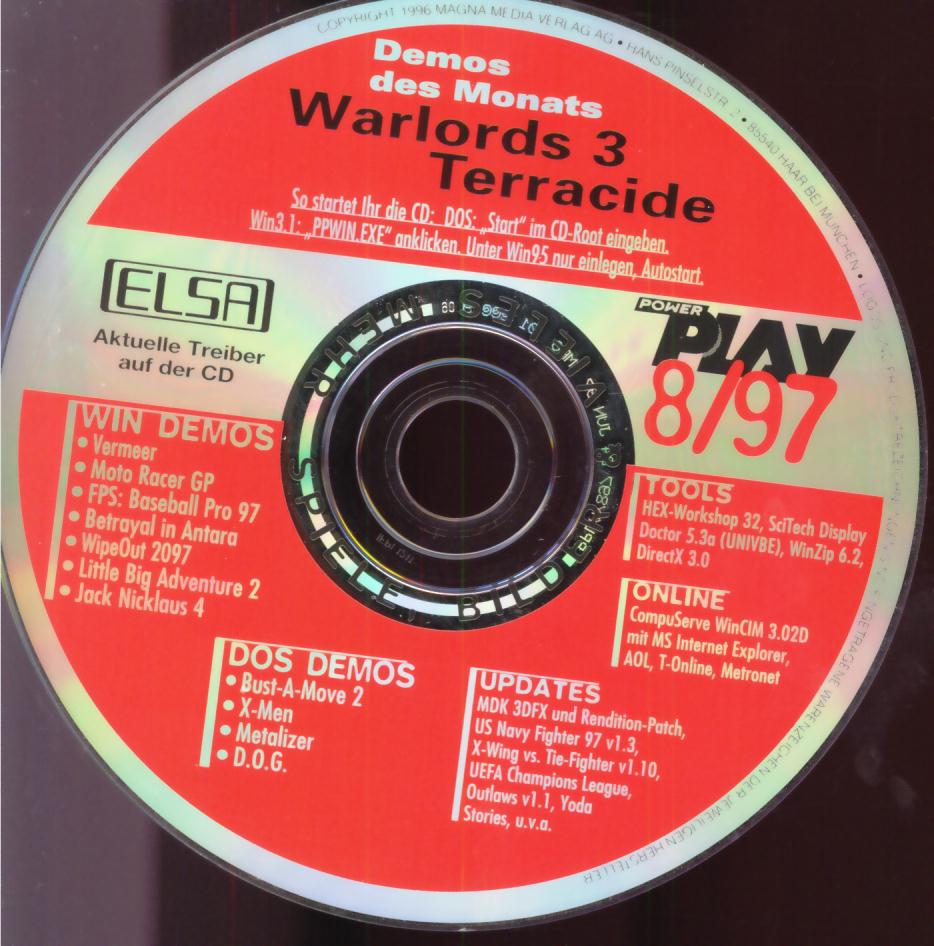 COPYRIGHT 1996 MAGNA MEDIA VERLAG AG • HANS PINSELSTR. 2 • 85540 HAAR BEI MÜNCHEN •
EINGETRAGENE WARENZEICHEN DER JEWEILIGEN HERSTELLER
Demos
des Monats
Warlords 3
Terracide
So startet Ihr die CD: DOS: „Start“ im CD-Root eingeben.
Win3.1: „PPWIN.EXE“ anklicken. Unter Win95 nur einlegen, Autostart.
ELSA
Aktuelle Treiber
auf der CD
POWER
PLAY
8/97
WIN DEMOS
• Vermeer
• Moto Racer GP
• FPS: Baseball Pro 97
• Betrayal in Antara
• WipeOut 2097
• Little Big Adventure 2
• Jack Nicklaus 4
DOS DEMOS
• Bust-A-Move 2
• X-Men
• Metalizer
• D.O.G.
UPDATES
MDK 3DFX und Rendition-Patch,
US Navy Fighter 97 v1.3,
X-Wing vs. Tie-Fighter v1.10,
UEFA Champions League,
Outlaws v1.1, Yoda
Stories, u.v.a.
TOOLS
HEX-Workshop 32, SciTech Display
Doctor 5.3a (UNIVBE), WinZip 6.2,
DirectX 3.0
ONLINE
CompuServe WinCIM 3.02D
mit MS Internet Explorer,
AOL, T-Online, Metronet
SPIELE, BILD
MEHR